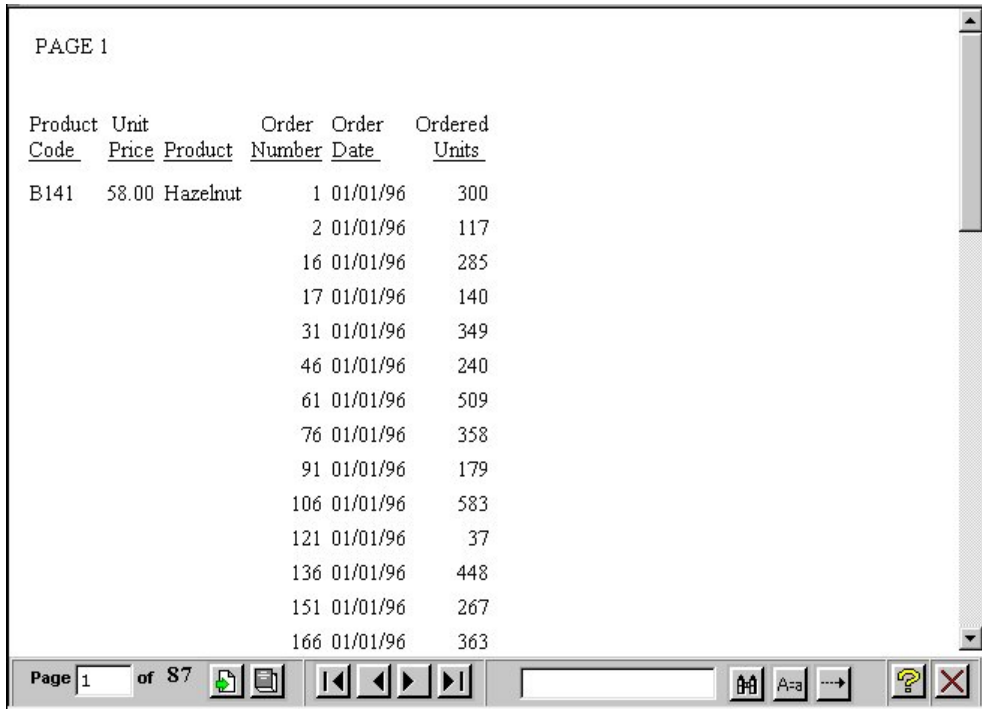 PAGE 1
Product Unit Order Order Ordered
Code Price Product Number Date Units
B141 58.00 Hazelnut 1 01/01/96 300
2 01/01/96 117
16 01/01/96 285
17 01/01/96 140
31 01/01/96 349
46 01/01/96 240
61 01/01/96 509
76 01/01/96 358
91 01/01/96 179
106 01/01/96 583
121 01/01/96 37
136 01/01/96 448
151 01/01/96 267
166 01/01/96 363
Page 1 of 87 A=a